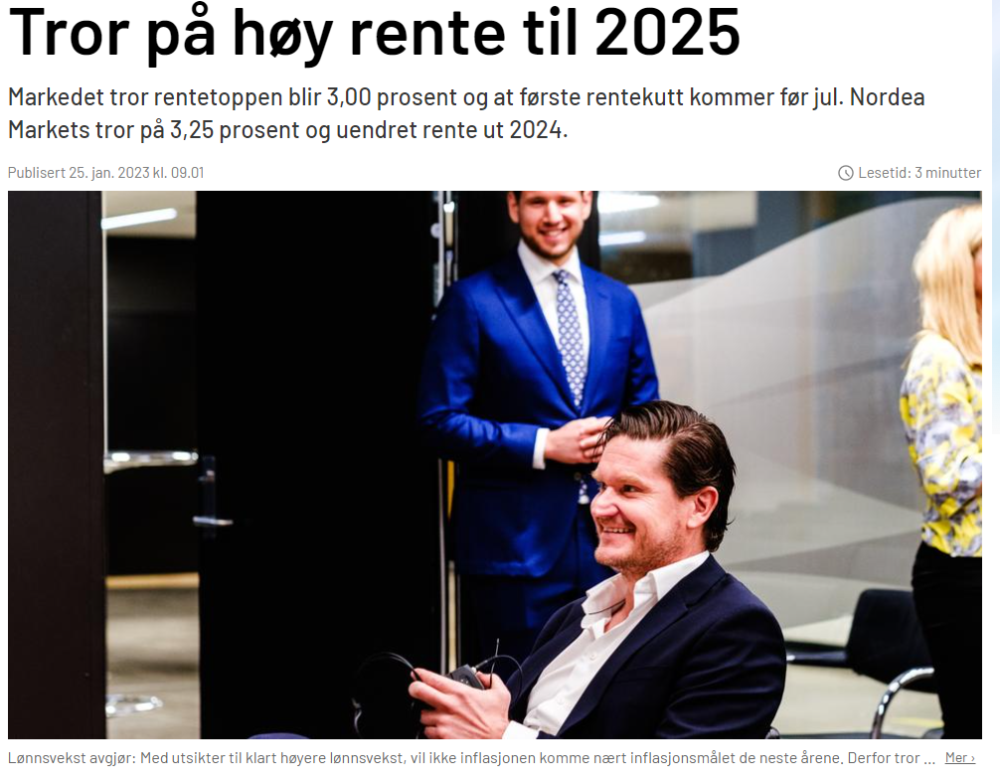 Tror på høy rente til 2025
Markedet tror rentetoppen blir 3,00 prosent og at første rentekutt kommer før jul. Nordea
Markets tror på 3,25 prosent og uendret rente ut 2024.
Publisert 25. jan. 2023 kl. 09.01 Lesetid: 3 minutter
Lønnsvekst avgjør: Med utsikter til klart høyere lønnsvekst, vil ikke inflasjonen komme nært inflasjonsmålet de neste årene. Derfor tror ... Mer ›